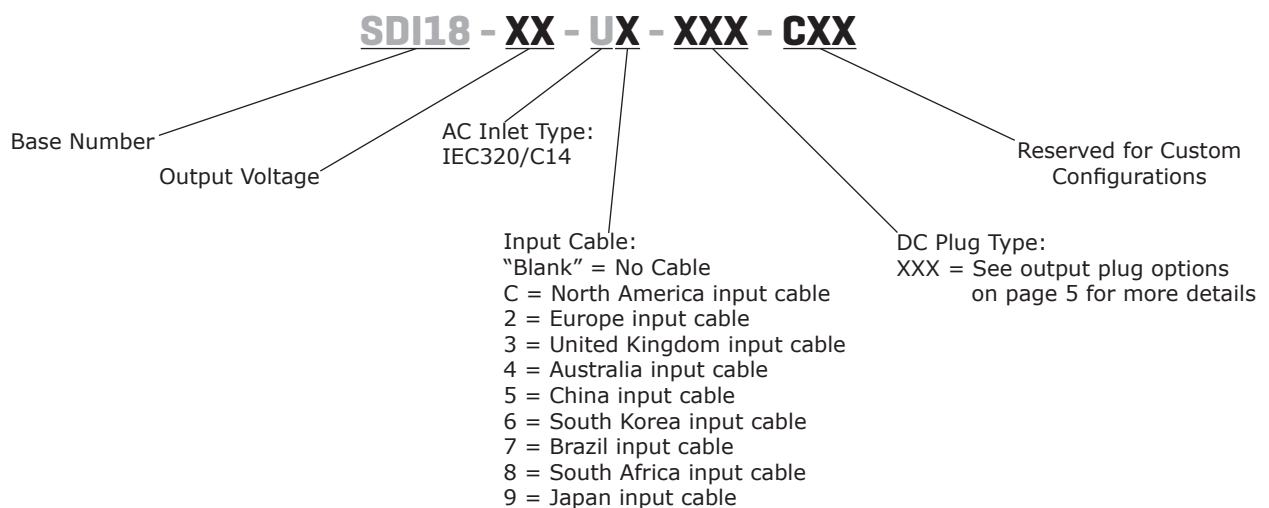 SDI18 - XX - UX - XXX - CXX
Base Number
Output Voltage
AC Inlet Type:
IEC320/C14
Input Cable:
“Blank” = No Cable
C = North America input cable
2 = Europe input cable
3 = United Kingdom input cable
4 = Australia input cable
5 = China input cable
6 = South Korea input cable
7 = Brazil input cable
8 = South Africa input cable
9 = Japan input cable
DC Plug Type:
XXX = See output plug options
on page 5 for more details
Reserved for Custom
Configurations